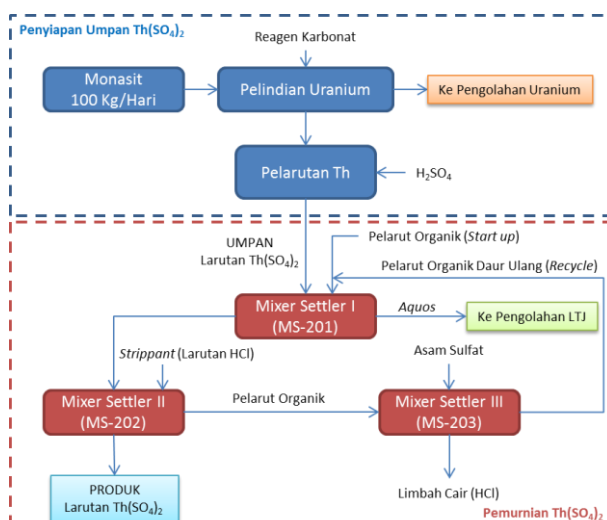 Penyiapan Umpan Th(SO₄)₂
Reagen Karbonat
Monasit
100 Kg/Hari
Pelindian Uranium
Ke Pengolahan Uranium
Pelarutan Th
H₂SO₄
UMPAN
Larutan Th(SO₄)₂
Pelarut Organik (Start up)
Pelarut Organik Daur Ulang (Recycle)
Mixer Settler I
(MS-201)
Aquos
Ke Pengolahan LTJ
Strippant (Larutan HCl)
Asam Sulfat
Mixer Settler II
(MS-202)
Pelarut Organik
Mixer Settler III
(MS-203)
PRODUK
Larutan Th(SO₄)₂
Limbah Cair (HCl)
Pemurnian Th(SO₄)₂